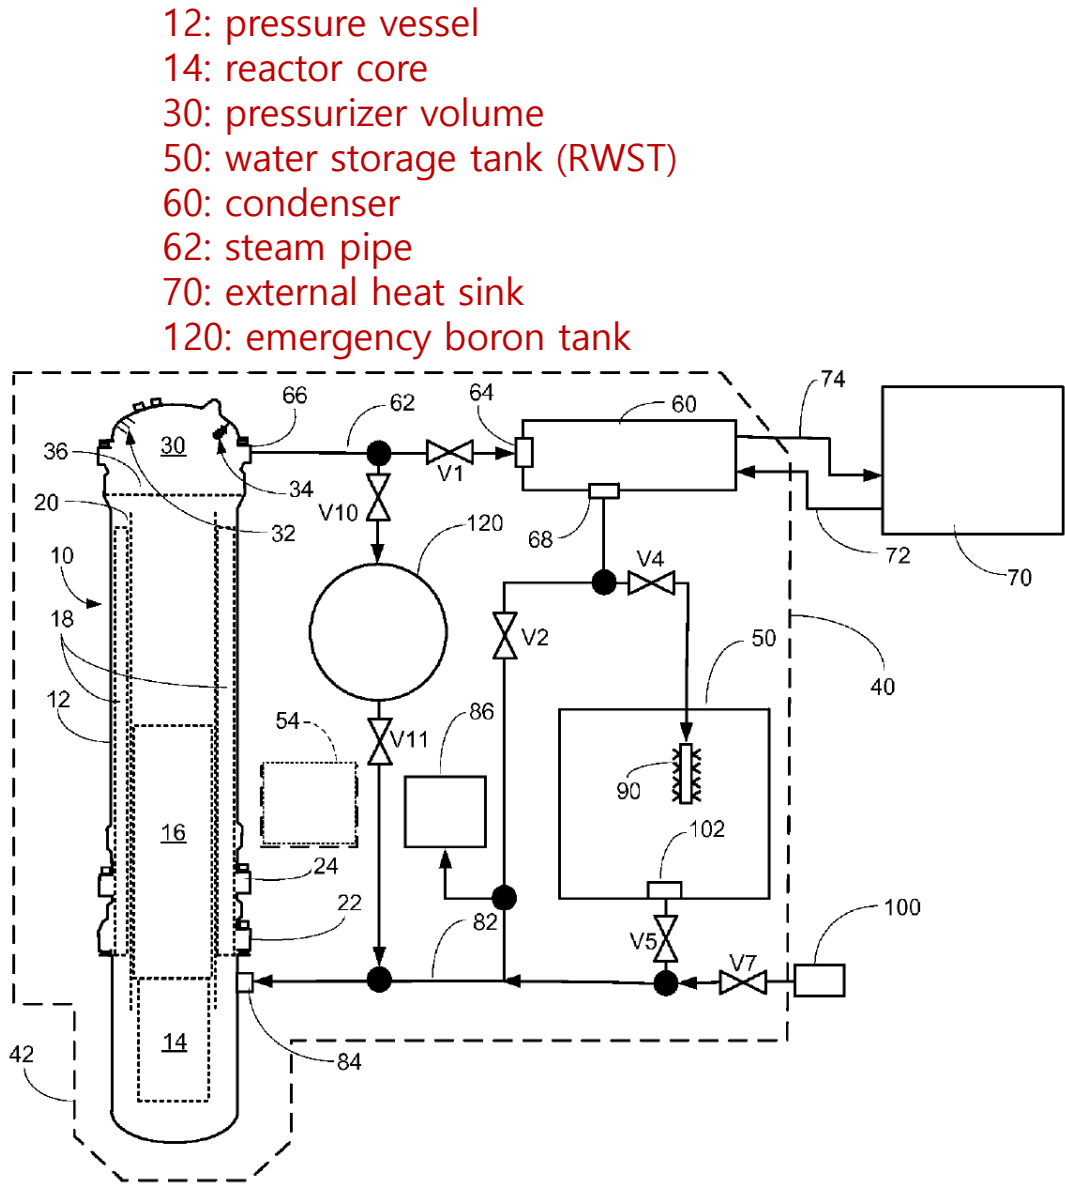 12: pressure vessel
14: reactor core
30: pressurizer volume
50: water storage tank (RWST)
60: condenser
62: steam pipe
70: external heat sink
120: emergency boron tank
66
62
64
60
74
30
36
34
V1
20
V10
32
120
68
72
70
10
V4
18
V2
50
40
12
54
86
V11
90
16
102
24
22
82
V5
V7
100
14
42
84